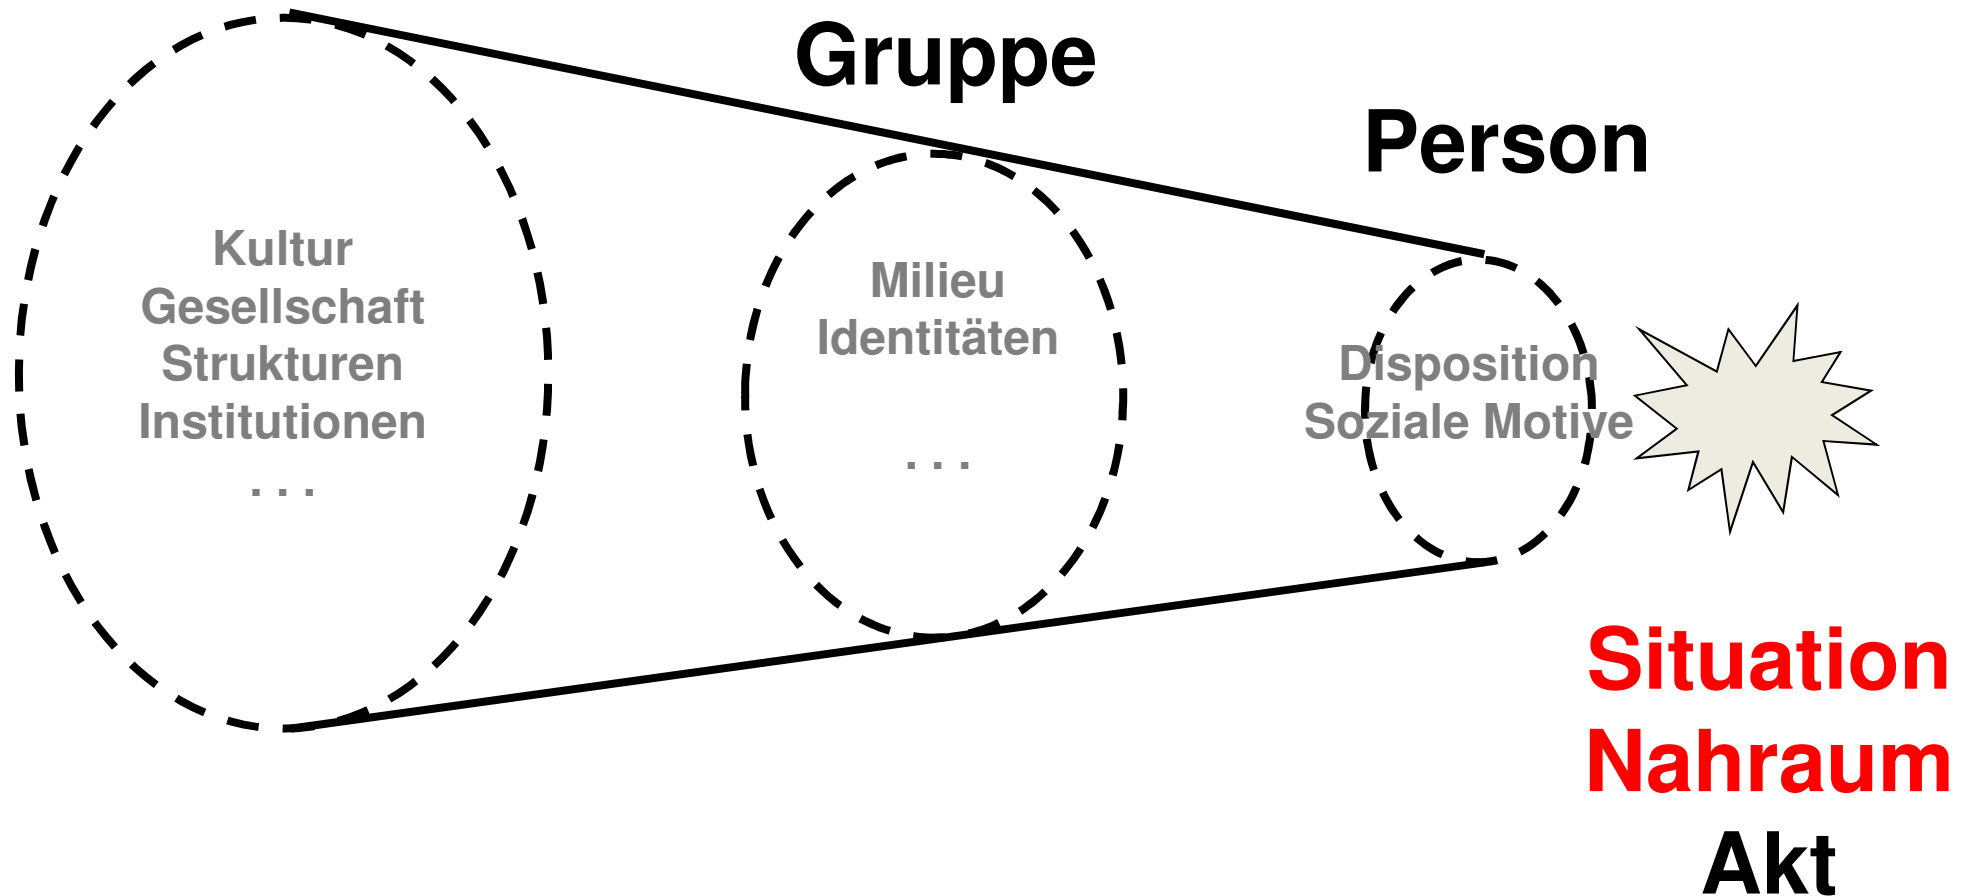 Gruppe
Person
Kultur
Gesellschaft
Strukturen
Institutionen
. . .
Milieu
Identitäten
. . .
Disposition
Soziale Motive
Situation
Nahraum
Akt